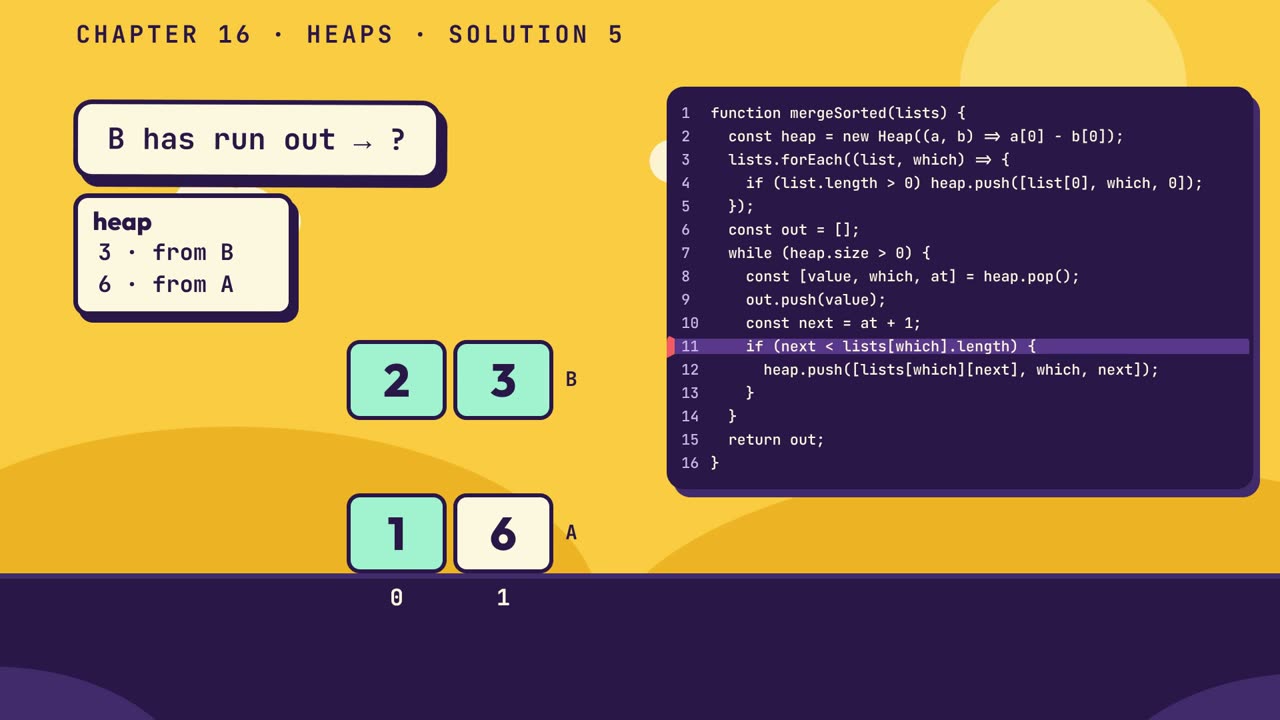 CHAPTER 16 · HEAPS · SOLUTION 5
B has run out → ?
heap
3 · from B
6 · from A
2 3 B
1 6 A
0 1
1 function mergeSorted(lists) {
2 const heap = new Heap((a, b) => a[0] - b[0]);
3 lists.forEach((list, which) => {
4 if (list.length > 0) heap.push([list[0], which, 0]);
5 });
6 const out = [];
7 while (heap.size > 0) {
8 const [value, which, at] = heap.pop();
9 out.push(value);
10 const next = at + 1;
11 if (next < lists[which].length) {
12 heap.push([lists[which][next], which, next]);
13 }
14 }
15 return out;
16 }